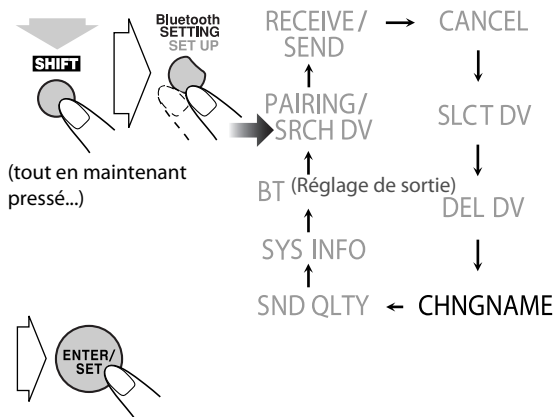 SHIFT
(tout en maintenant
pressé...)
Bluetooth
SETTING
SET UP
RECEIVE/
SEND
CANCEL
PAIRING/
SRCH DV
SLCT DV
BT (Réglage de sortie)
DEL DV
SYS INFO
SND QLTY
CHNGNAME
ENTER/
SET